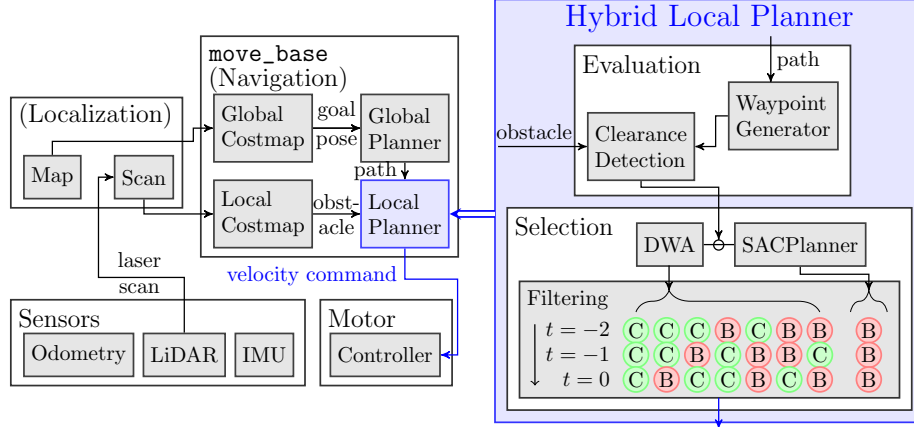 Hybrid Local Planner
move_base
(Navigation)
(Localization)
Map
Scan
Global
Costmap
goal
pose
Global
Planner
path
Local
Costmap
obst-
acle
Local
Planner
laser
scan
velocity command
Sensors
Odometry
LiDAR
IMU
Motor
Controller
path
Evaluation
Waypoint
Generator
obstacle
Clearance
Detection
Selection
DWA
SACPlanner
Filtering
t = −2 C C C B C B B B
t = −1 C C B C B B C B
t = 0 C B C C B C B B